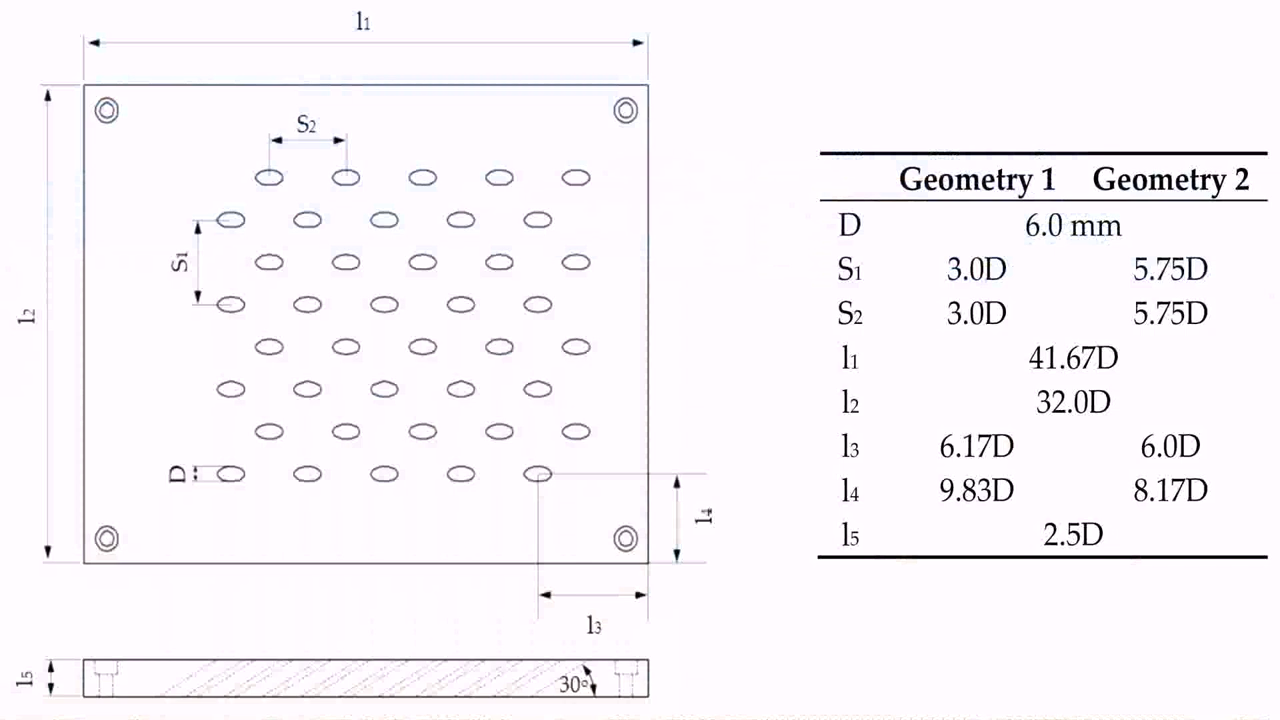 l1
S2
S1
l2
D
l4
l3
l5
30°
Geometry 1 Geometry 2
D 6.0 mm
S1 3.0D 5.75D
S2 3.0D 5.75D
l1 41.67D
l2 32.0D
l3 6.17D 6.0D
l4 9.83D 8.17D
l5 2.5D